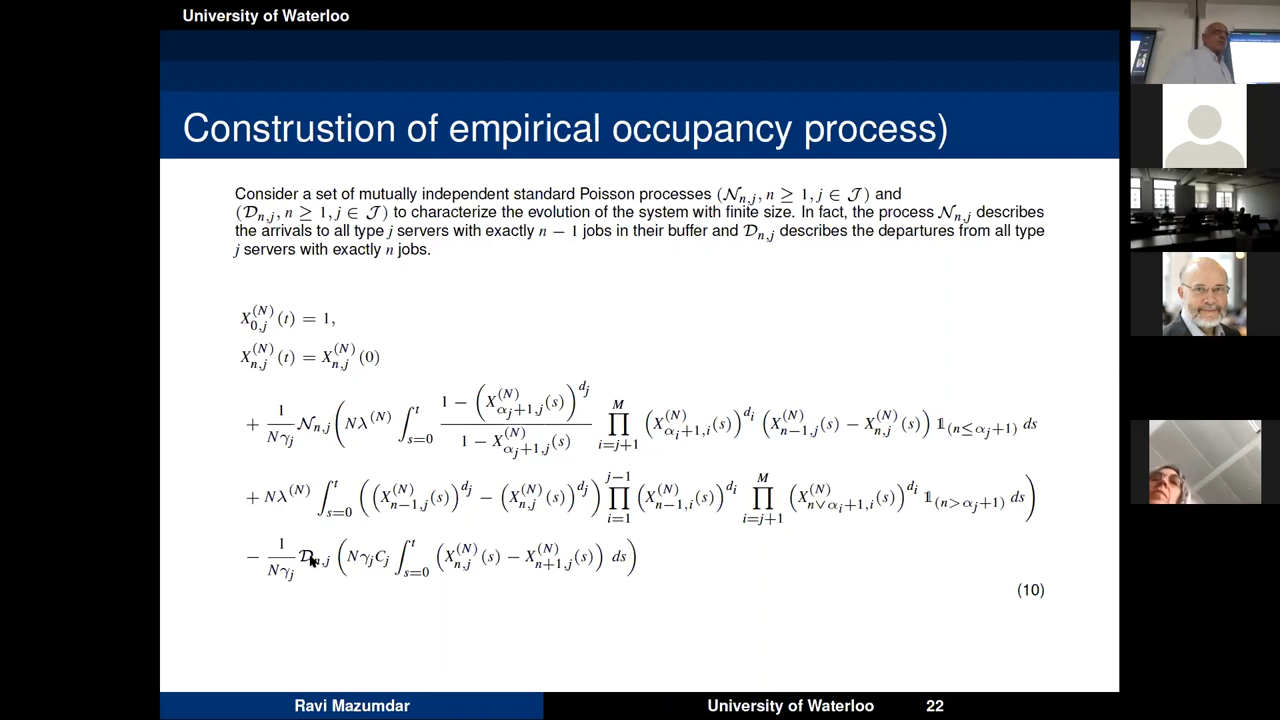 University of Waterloo
Construstion of empirical occupancy process)
Consider a set of mutually independent standard Poisson processes (𝒩_{n,j}, n ≥ 1, j ∈ 𝒥) and
(𝒟_{n,j}, n ≥ 1, j ∈ 𝒥) to characterize the evolution of the system with finite size. In fact, the process 𝒩_{n,j} describes
the arrivals to all type j servers with exactly n − 1 jobs in their buffer and 𝒟_{n,j} describes the departures from all type
j servers with exactly n jobs.
X_{0,j}^{(N)}(t) = 1,
X_{n,j}^{(N)}(t) = X_{n,j}^{(N)}(0)
+ \frac{1}{Nγ_j} 𝒩_{n,j} ( Nλ^{(N)} ∫_{s=0}^{t} \frac{1 − (X_{α_j+1,j}^{(N)}(s))^{d_j}}{1 − X_{α_j+1,j}^{(N)}(s)} ∏_{i=j+1}^{M} (X_{α_i+1,i}^{(N)}(s))^{d_i} (X_{n−1,j}^{(N)}(s) − X_{n,j}^{(N)}(s)) 𝟙_{(n≤α_j+1)} ds
+ Nλ^{(N)} ∫_{s=0}^{t} ((X_{n−1,j}^{(N)}(s))^{d_j} − (X_{n,j}^{(N)}(s))^{d_j}) ∏_{i=1}^{j−1} (X_{n−1,i}^{(N)}(s))^{d_i} ∏_{i=j+1}^{M} (X_{n∨α_i+1,i}^{(N)}(s))^{d_i} 𝟙_{(n>α_j+1)} ds )
− \frac{1}{Nγ_j} 𝒟_{n,j} ( Nγ_jC_j ∫_{s=0}^{t} (X_{n,j}^{(N)}(s) − X_{n+1,j}^{(N)}(s)) ds )
(10)
Ravi Mazumdar University of Waterloo 22